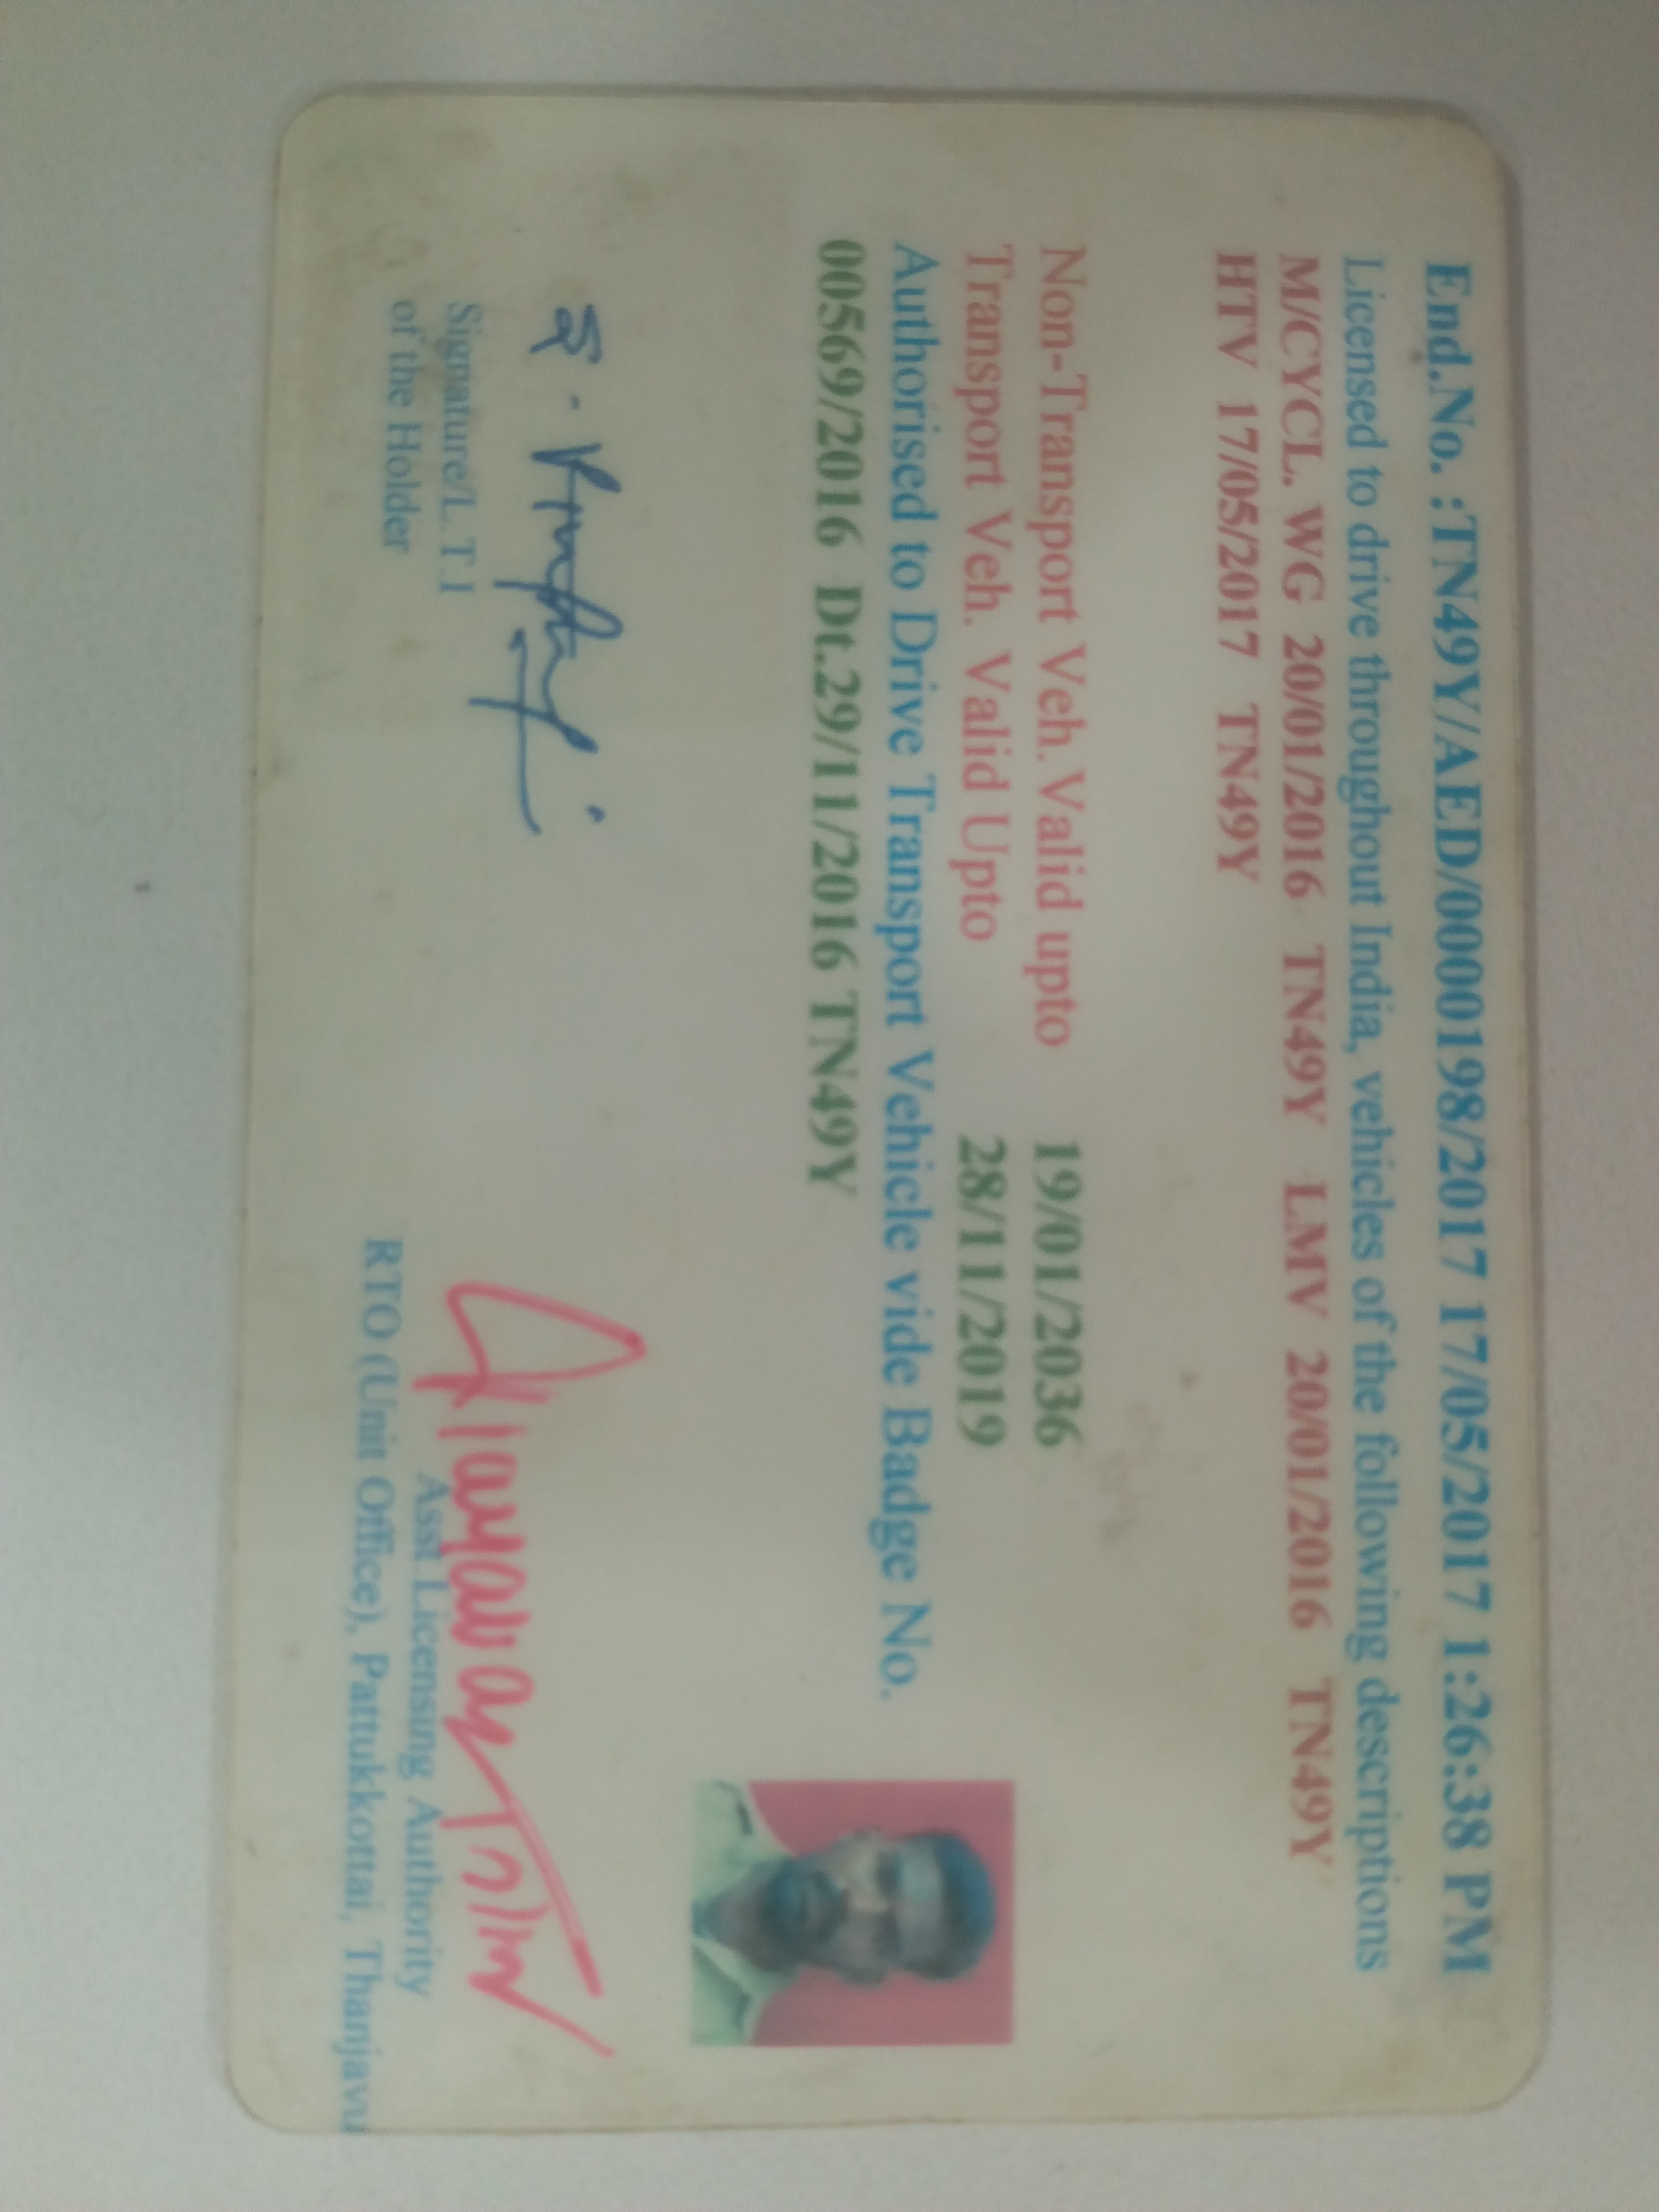 End.No. :TN49Y/AED/0000198/2017 17/05/2017 1:26:38 PM
Licensed to drive throughout India, vehicles of the following descriptions
M/CYCL. WG 20/01/2016 TN49Y LMV 20/01/2016 TN49Y
HTV 17/05/2017 TN49Y
Non-Transport Veh.Valid upto 19/01/2036
Transport Veh. Valid Upto 28/11/2019
Authorised to Drive Transport Vehicle vide Badge No.
00569/2016 Dt.29/11/2016 TN49Y
Signature/L.T.I
of the Holder
Asst Licensing Authority
RTO (Unit Office), Pattukkottai, Thanjavu